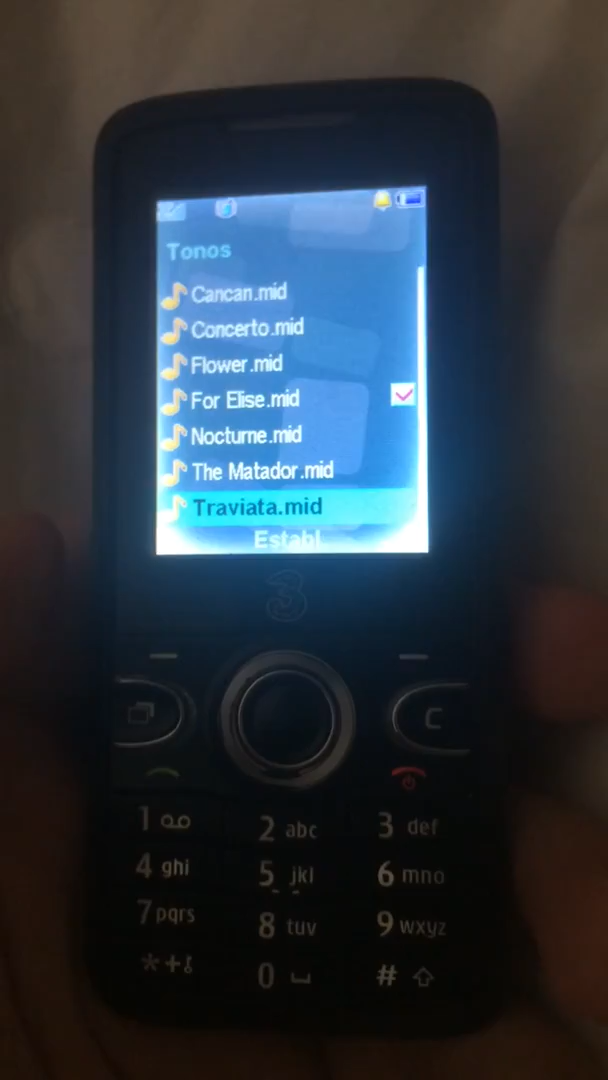 Tonos
Cancan.mid
Concerto.mid
Flower.mid
For Elise.mid
Nocturne.mid
The Matador.mid
Traviata.mid
Establ.
3
C
1
2 abc
3 def
4 ghi
5 jkl
6 mno
7 pqrs
8 tuv
9 wxyz
*+
0
#